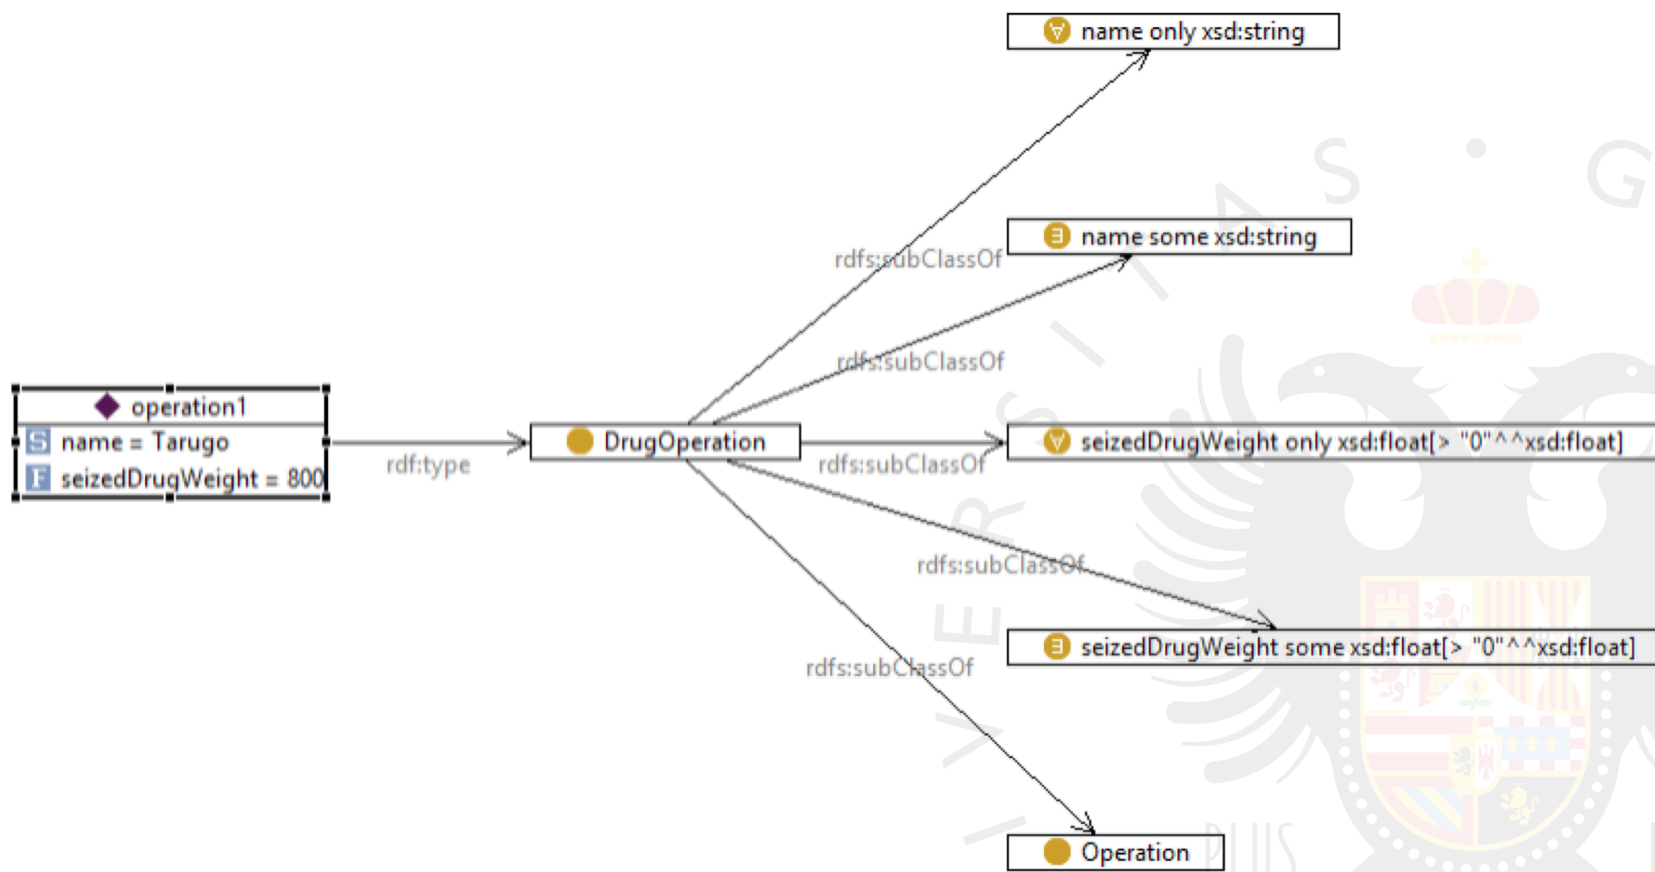 name only xsd:string
name some xsd:string
rdfs:subClassOf
rdfs:subClassOf
operation1
S name = Tarugo
F seizedDrugWeight = 800
rdf:type
DrugOperation
rdfs:subClassOf
seizedDrugWeight only xsd:float[> "0"^^xsd:float]
rdfs:subClassOf
seizedDrugWeight some xsd:float[> "0"^^xsd:float]
rdfs:subClassOf
Operation
IVERSITAS · G
PLUS